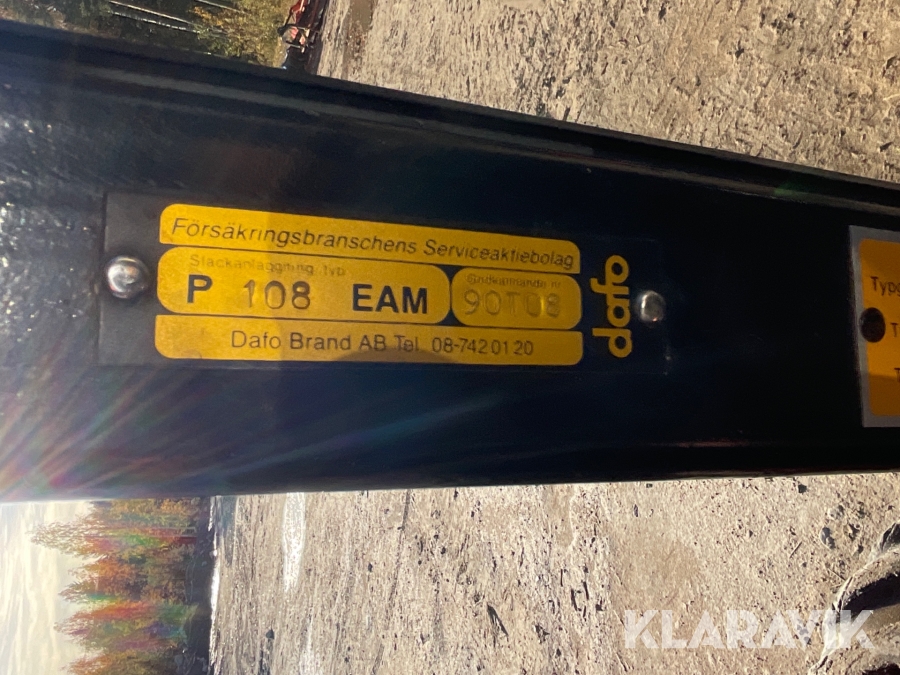 Försäkringsbranschens Serviceaktiebolag
Släckanläggning typ
Godkännande nr
P 108 EAM
90T08
Dafo Brand AB Tel. 08-742 01 20
dafo
KLARAVIK